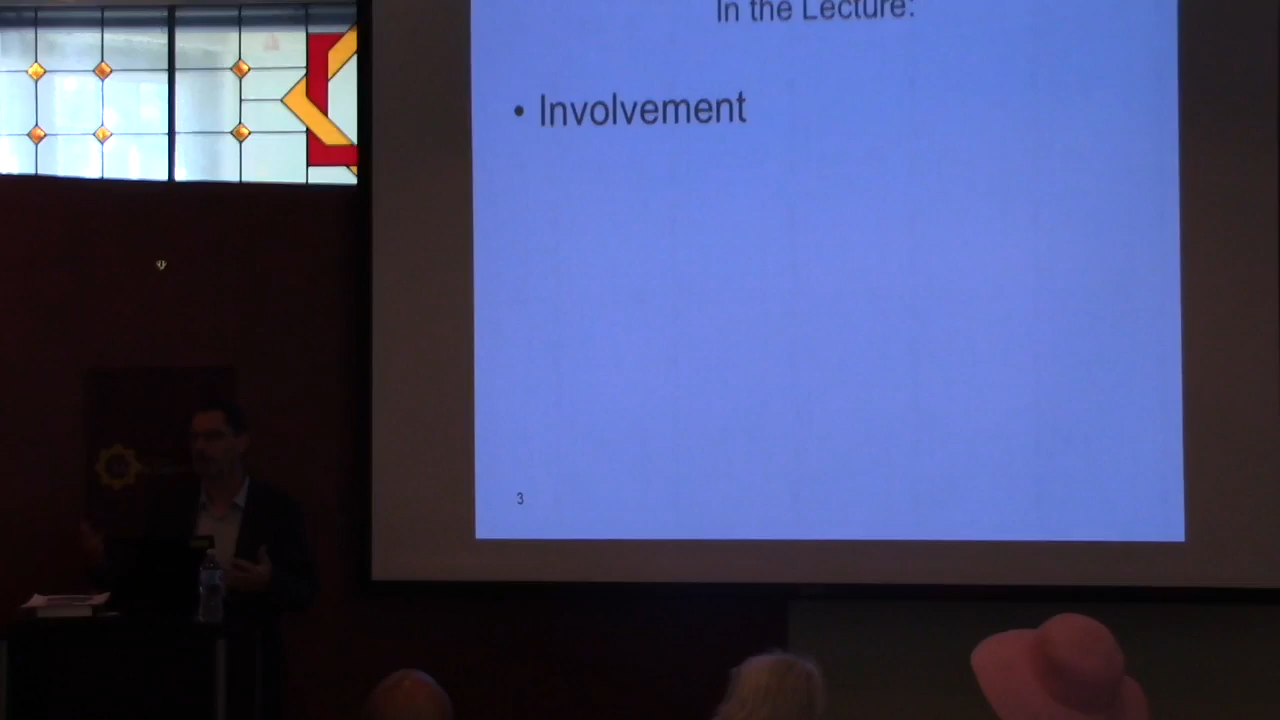 In the Lecture:
• Involvement
3